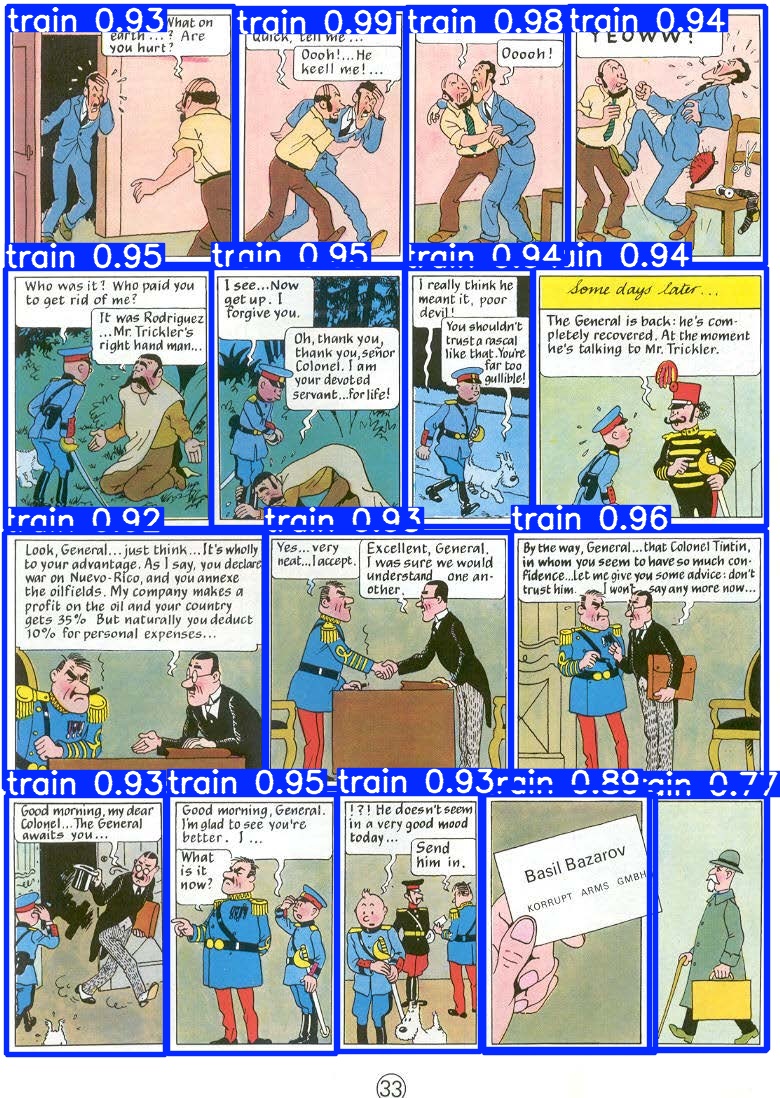 train 0.93
What on
earth...? Are
you hurt?
train 0.99
Quick, tell me...
Oooh!...He
keell me!...
train 0.98
Ooooh!
train 0.94
YEOWW!
train 0.95
Who was it? Who paid you
to get rid of me?
It was Rodriguez
...Mr. Trickler's
right hand man...
train 0.95
I see...Now
get up. I
forgive you.
Oh, thank you,
thank you, señor
Colonel. I am
your devoted
servant...for life!
train 0.94
I really think he
meant it, poor
devil!
You shouldn't
trust a rascal
like that. You're
far too
gullible!
ain 0.94
Some days later...
The General is back: he's com-
pletely recovered. At the moment
he's talking to Mr. Trickler.
train 0.92
Look, General...just think...It's wholly
to your advantage. As I say, you declare
war on Nuevo-Rico, and you annexe
the oilfields. My company makes a
profit on the oil and your country
gets 35% But naturally you deduct
10% for personal expenses...
train 0.93
Yes...very
neat...I accept.
Excellent, General.
I was sure we would
understand one an-
other.
train 0.96
By the way, General...that Colonel Tintin,
in whom you seem to have so much con-
fidence...Let me give you some advice: don't
trust him. I won't say any more now...
train 0.93
Good morning, my dear
Colonel...The General
awaits you...
train 0.95
Good morning, General.
I'm glad to see you're
better. I...
What
is it
now?
train 0.93
!?! He doesn't seem
in a very good mood
today...
Send
him in.
rain 0.89
Basil Bazarov
KORRUPT ARMS GMBH
ain 0.77
33